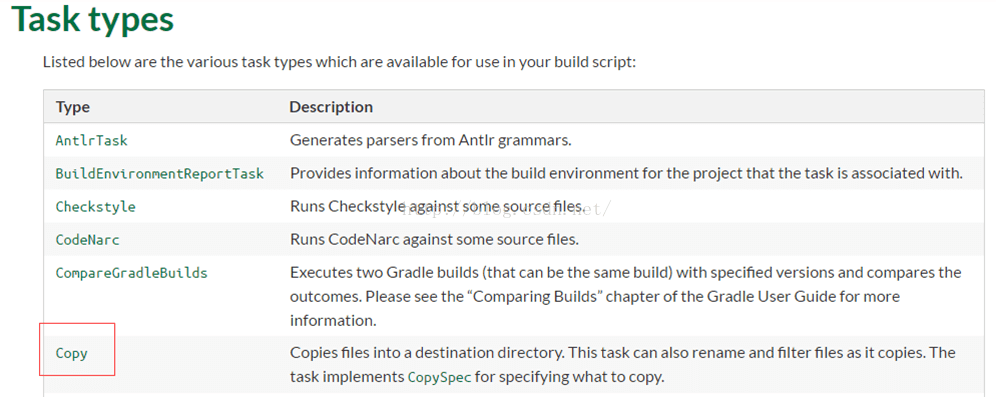 Task types
Listed below are the various task types which are available for use in your build script:
Type Description
AntlrTask Generates parsers from Antlr grammars.
BuildEnvironmentReportTask Provides information about the build environment for the project that the task is associated with.
Checkstyle Runs Checkstyle against some source files.
http://blog.csdn.net/
CodeNarc Runs CodeNarc against some source files.
CompareGradleBuilds Executes two Gradle builds (that can be the same build) with specified versions and compares the
outcomes. Please see the “Comparing Builds” chapter of the Gradle User Guide for more
information.
Copy Copies files into a destination directory. This task can also rename and filter files as it copies. The
task implements CopySpec for specifying what to copy.